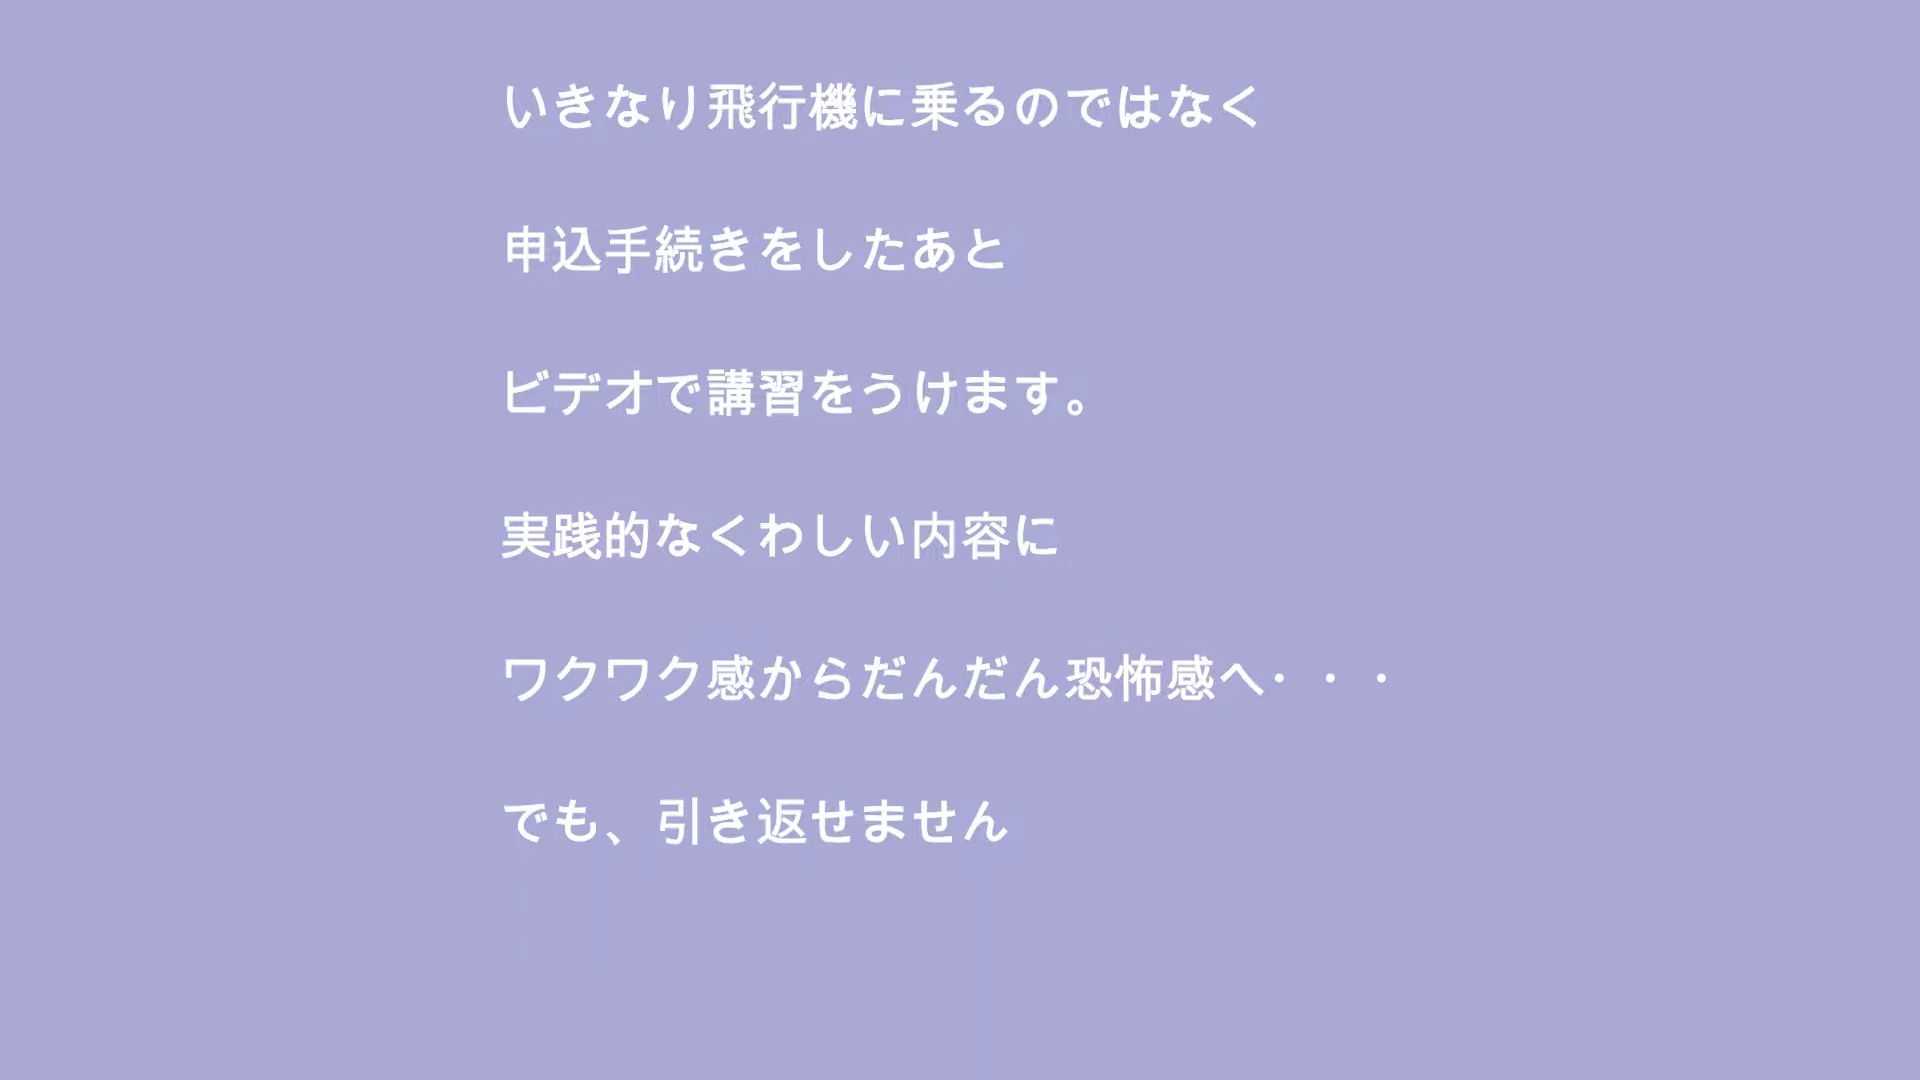 いきなり飛行機に乗るのではなく
申込手続きをしたあと
ビデオで講習をうけます。
実践的なくわしい内容に
ワクワク感からだんだん恐怖感へ・・・
でも、引き返せません